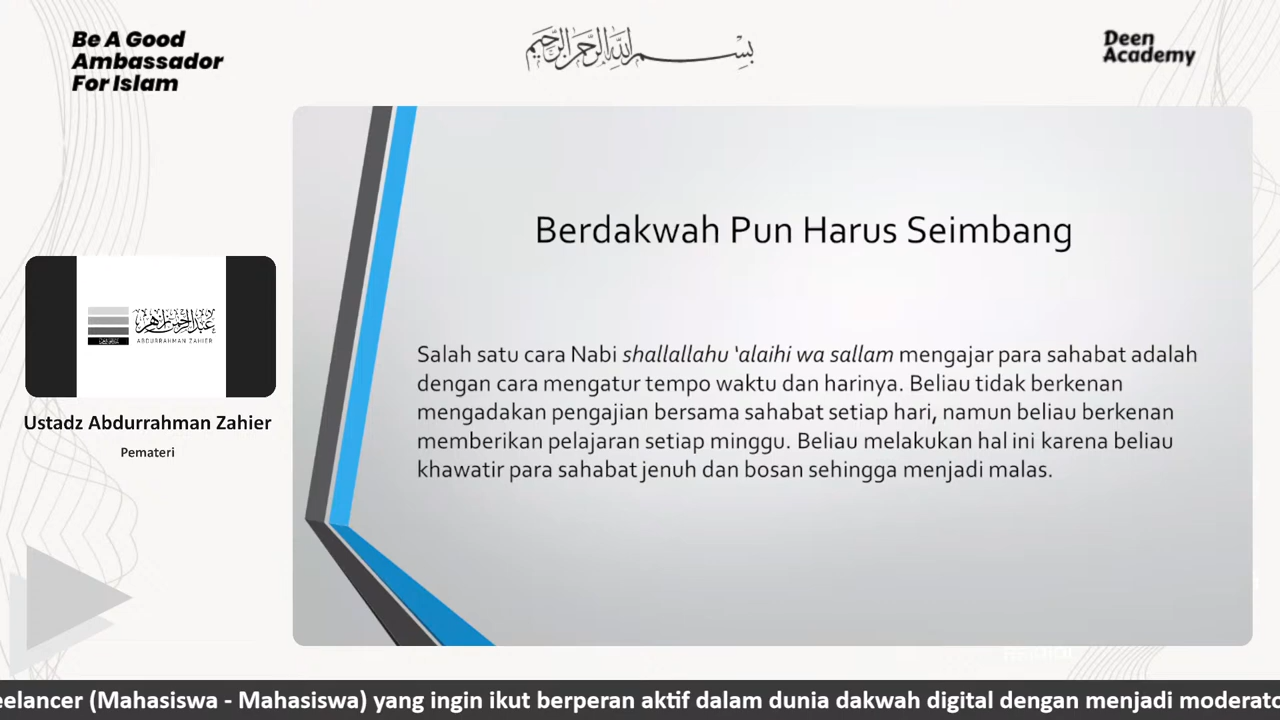 Be A Good
Ambassador
For Islam
بسم الله الرحمن الرحيم
Deen
Academy
Berdakwah Pun Harus Seimbang
Salah satu cara Nabi shallallahu ‘alaihi wa sallam mengajar para sahabat adalah
dengan cara mengatur tempo waktu dan harinya. Beliau tidak berkenan
mengadakan pengajian bersama sahabat setiap hari, namun beliau berkenan
memberikan pelajaran setiap minggu. Beliau melakukan hal ini karena beliau
khawatir para sahabat jenuh dan bosan sehingga menjadi malas.
ABDURRAHMAN ZAHIER
Ustadz Abdurrahman Zahier
Pemateri
eelancer (Mahasiswa - Mahasiswa) yang ingin ikut berperan aktif dalam dunia dakwah digital dengan menjadi moderato